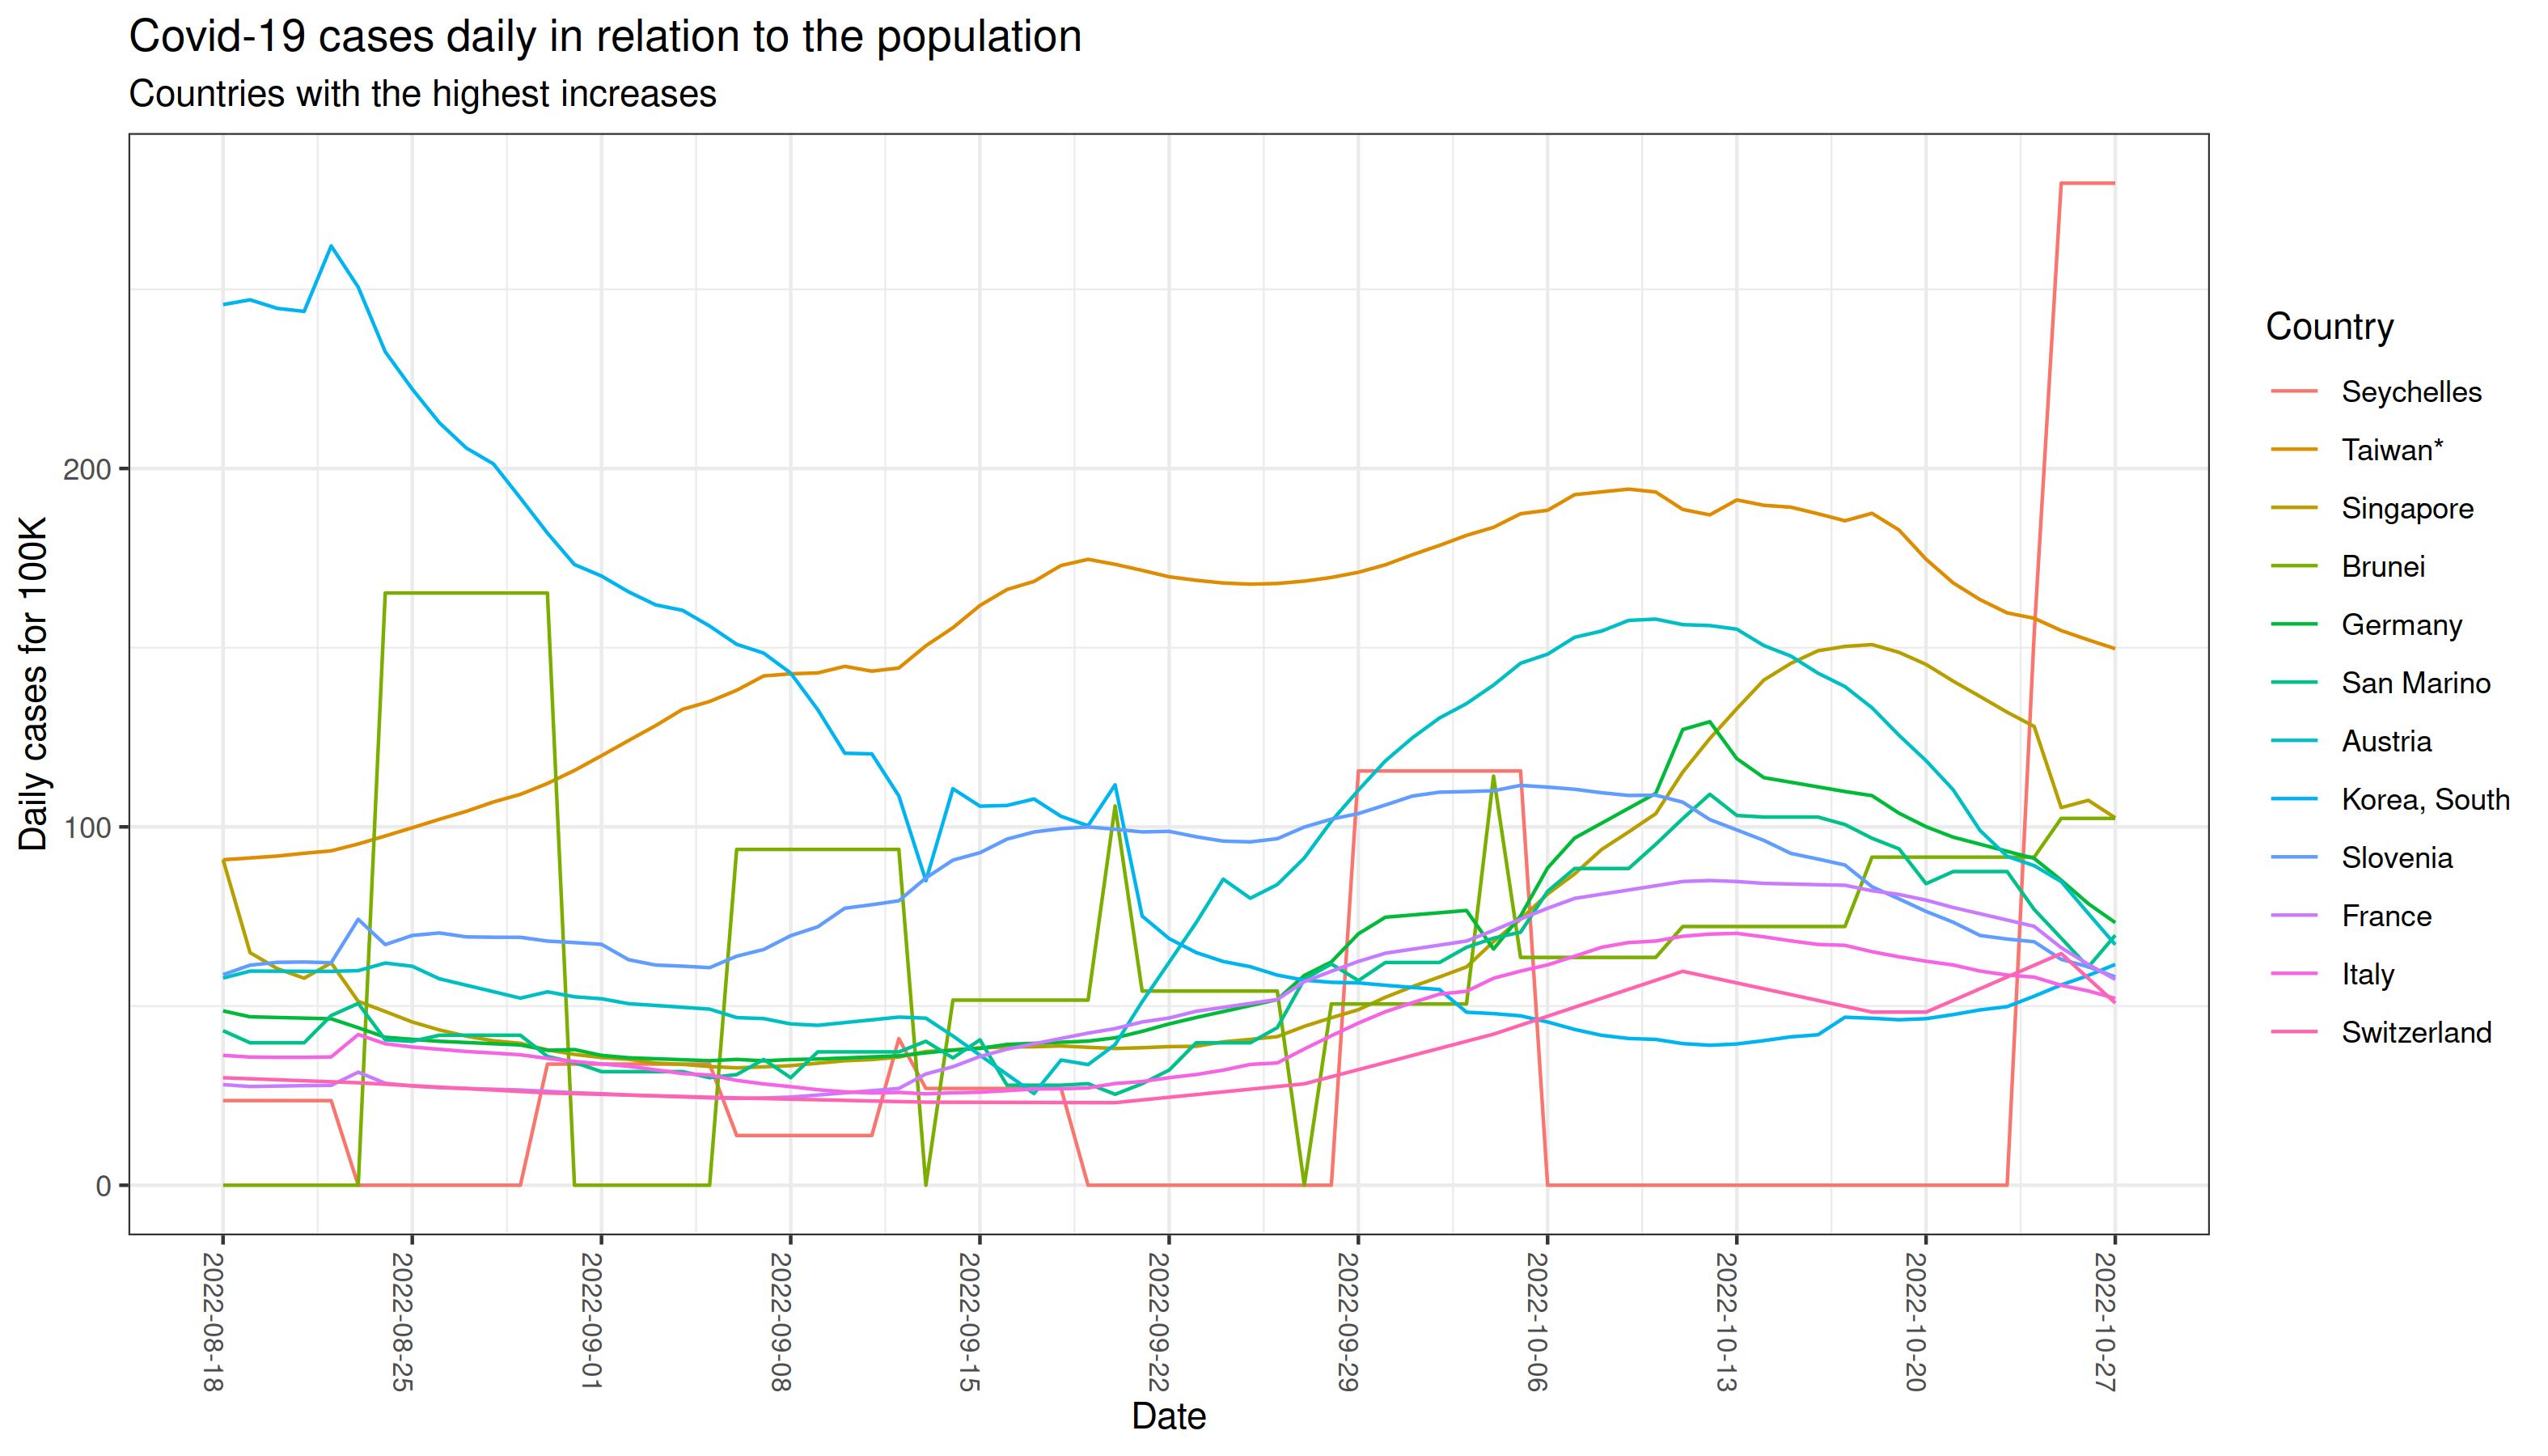 Covid-19 cases daily in relation to the population
Countries with the highest increases
Daily cases for 100K
200
100
0
2022-08-18
2022-08-25
2022-09-01
2022-09-08
2022-09-15
2022-09-22
2022-09-29
2022-10-06
2022-10-13
2022-10-20
2022-10-27
Date
Country
Seychelles
Taiwan*
Singapore
Brunei
Germany
San Marino
Austria
Korea, South
Slovenia
France
Italy
Switzerland